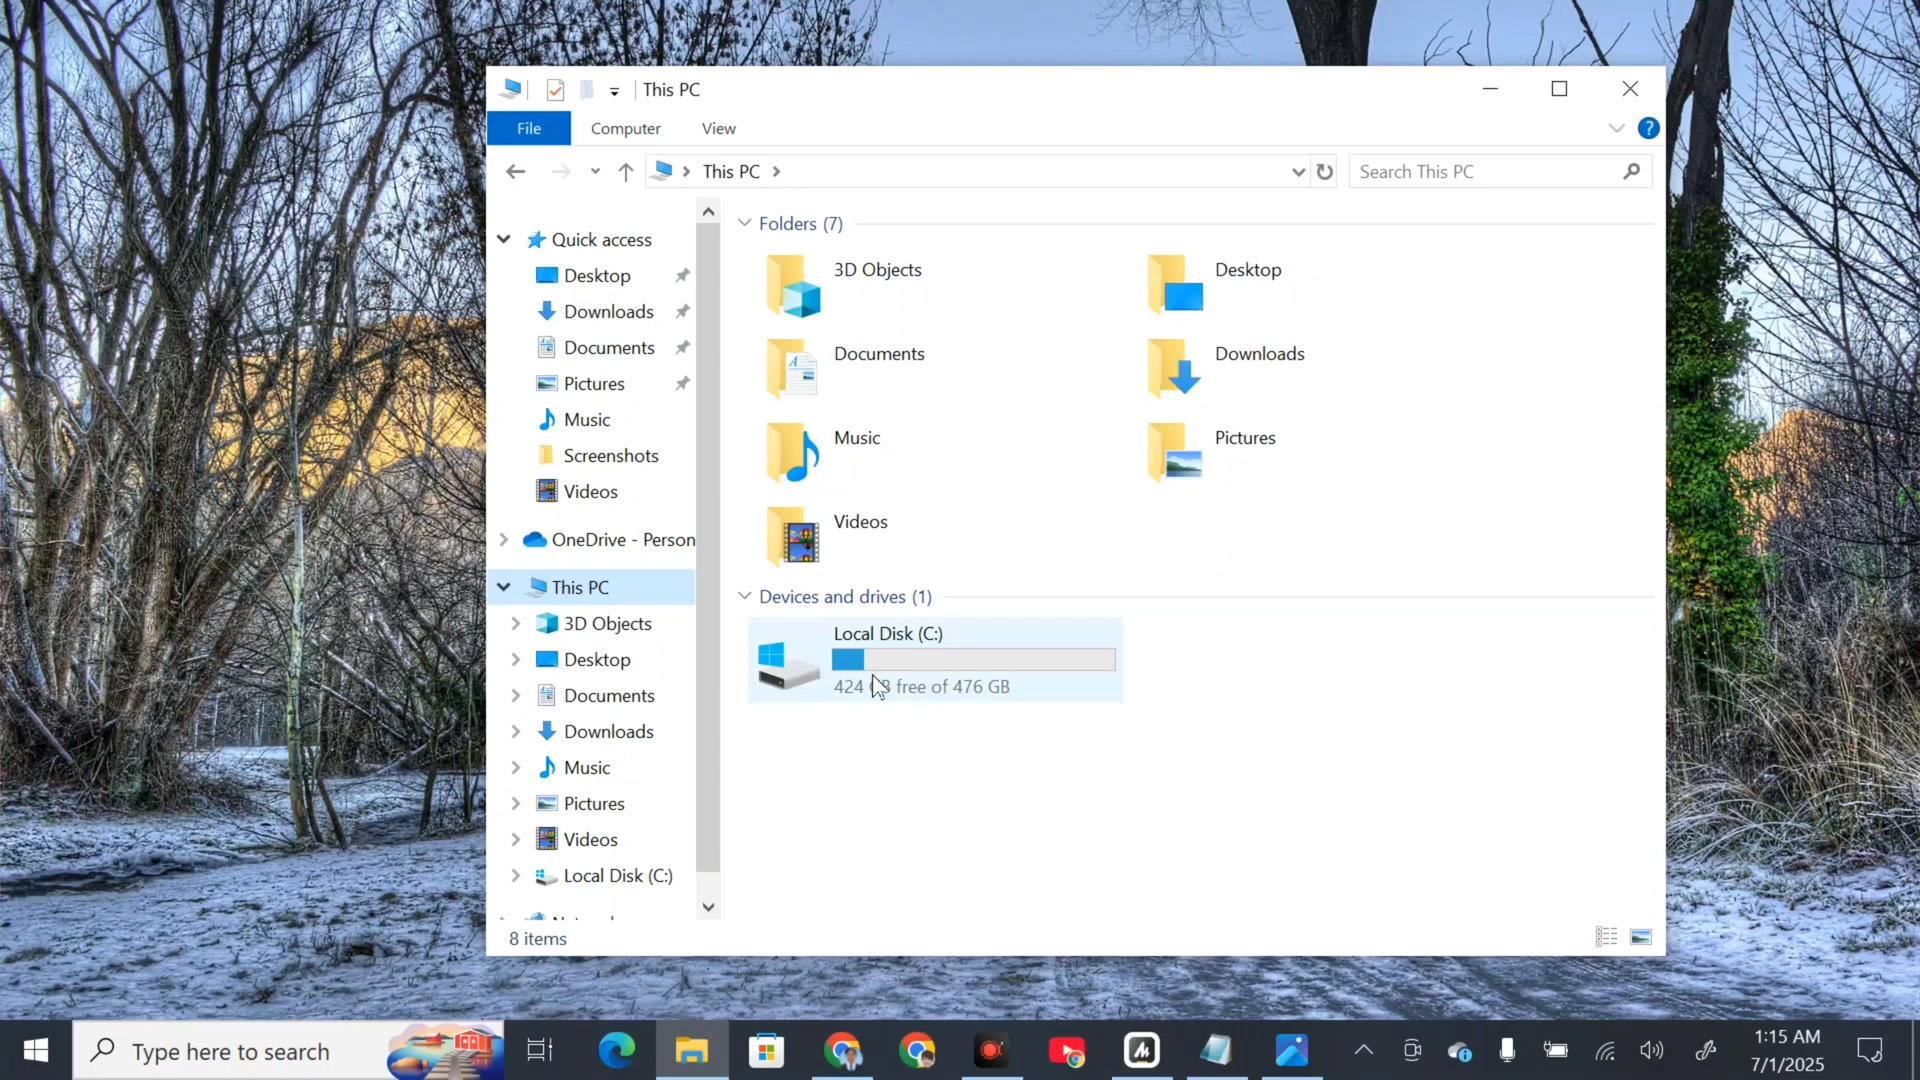 This PC
File Computer View
This PC
Search This PC
Quick access
Desktop
Downloads
Documents
Pictures
Music
Screenshots
Videos
OneDrive - Person
This PC
3D Objects
Desktop
Documents
Downloads
Music
Pictures
Videos
Local Disk (C:)
Folders (7)
3D Objects
Desktop
Documents
Downloads
Music
Pictures
Videos
Devices and drives (1)
Local Disk (C:)
424 free of 476 GB
8 items
Type here to search
1:15 AM
7/1/2025